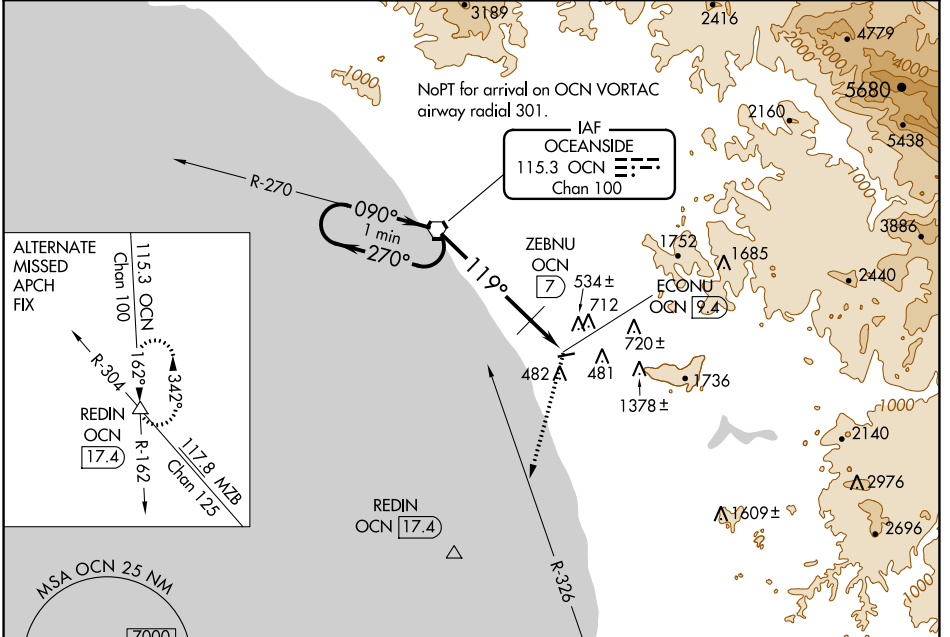 3189
2416
4779
2000
3000
4000
1000
NoPT for arrival on OCN VORTAC
airway radial 301.
5680
2160
5438
IAF
OCEANSIDE
115.3 OCN
Chan 100
1000
R-270
090°
1 min
270°
119°
ZEBNU
OCN
7
1752
1685
3886
2440
ECONU
OCN 9.4
534±
712
720±
482
481
1378±
1736
ALTERNATE
MISSED
APCH
FIX
115.3 OCN
Chan 100
R-304
162°
342°
REDIN
OCN
17.4
R-162
117.8 MZB
Chan 125
1000
2140
2976
1609±
2696
REDIN
OCN 17.4
R-326
1000
MSA OCN 25 NM
7000